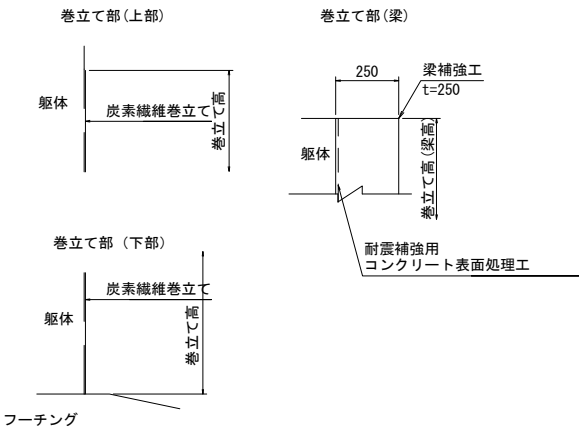 巻立て部(上部)
躯体
炭素繊維巻立て
巻立て高
巻立て部(梁)
250
梁補強工
t=250
躯体
巻立て高(梁高)
耐震補強用
コンクリート表面処理工
巻立て部（下部）
炭素繊維巻立て
躯体
巻立て高
フーチング